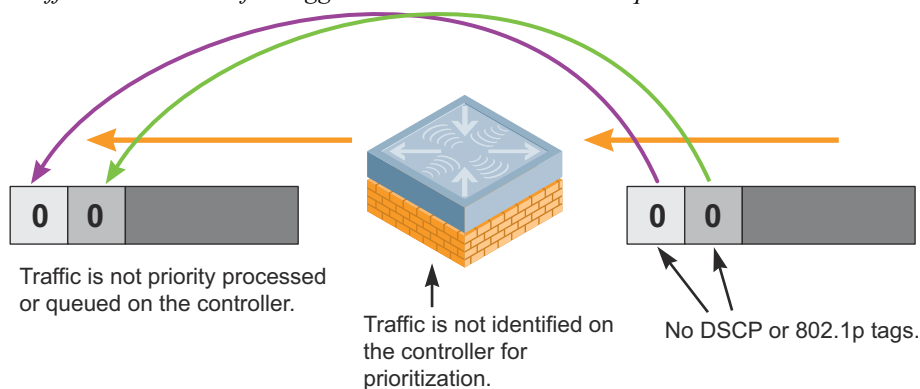 0 0
0 0
Traffic is not priority processed
or queued on the controller.
Traffic is not identified on
the controller for
prioritization.
No DSCP or 802.1p tags.